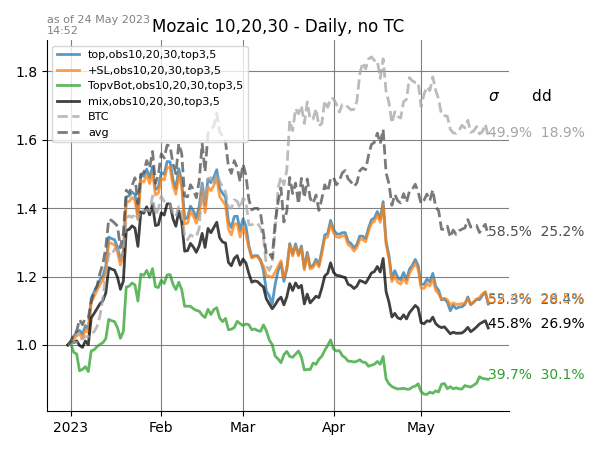 as of 24 May 2023
14:52
Mozaic 10,20,30 - Daily, no TC
top,obs10,20,30,top3,5
+SL,obs10,20,30,top3,5
TopvBot,obs10,20,30,top3,5
mix,obs10,20,30,top3,5
BTC
avg
1.8
1.6
1.4
1.2
1.0
2023 Feb Mar Apr May
σ dd
49.9% 18.9%
58.5% 25.2%
45.8% 26.9%
39.7% 30.1%